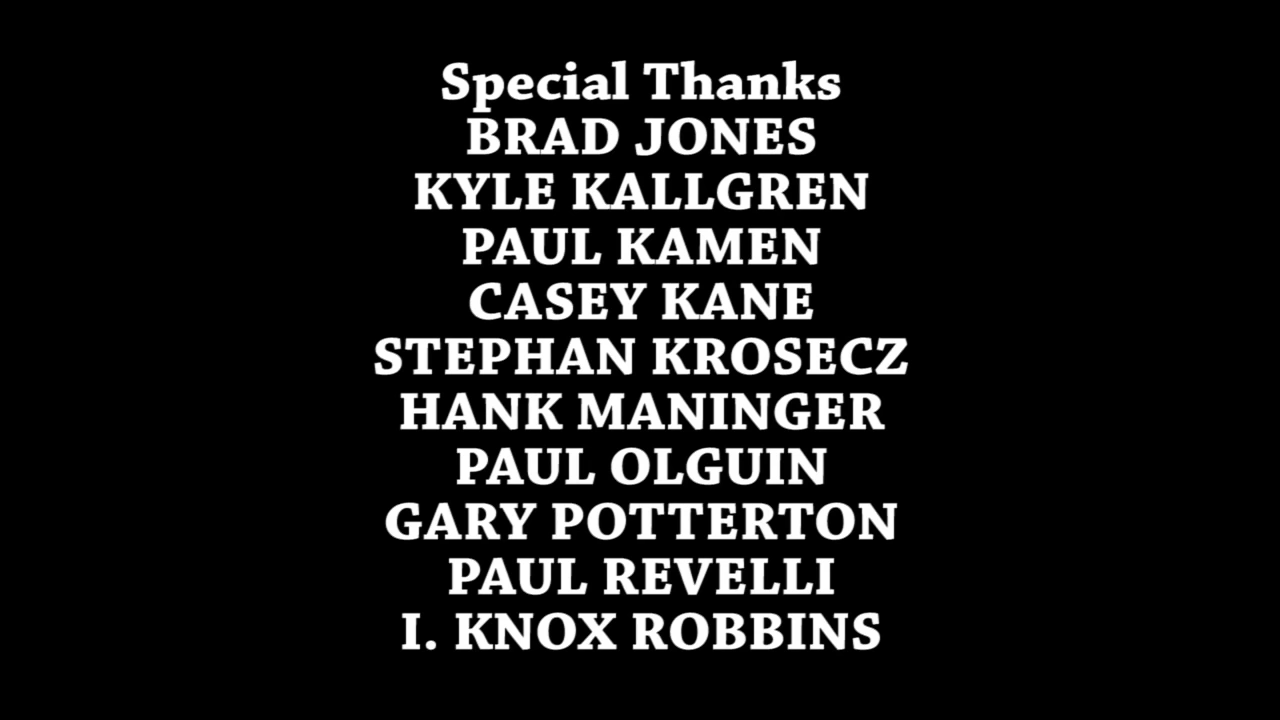 Special Thanks
BRAD JONES
KYLE KALLGREN
PAUL KAMEN
CASEY KANE
STEPHAN KROSECZ
HANK MANINGER
PAUL OLGUIN
GARY POTTERTON
PAUL REVELLI
I. KNOX ROBBINS